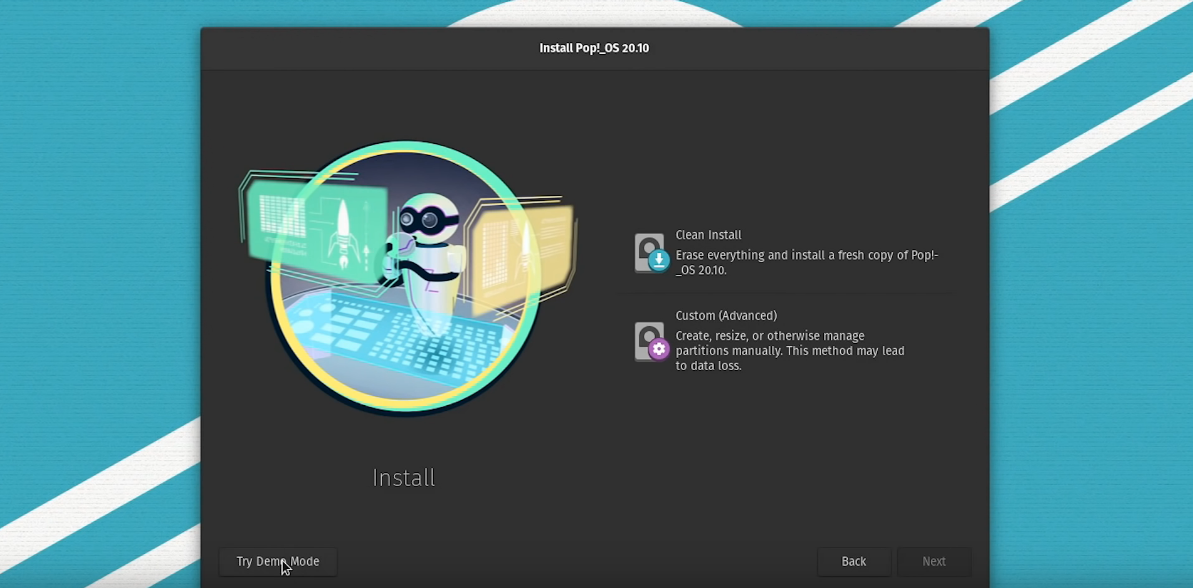 Install Pop!_OS 20.10
Clean Install
Erase everything and install a fresh copy of Pop!-
_OS 20.10.
Custom (Advanced)
Create, resize, or otherwise manage
partitions manually. This method may lead
to data loss.
Install
Try Demo Mode
Back
Next